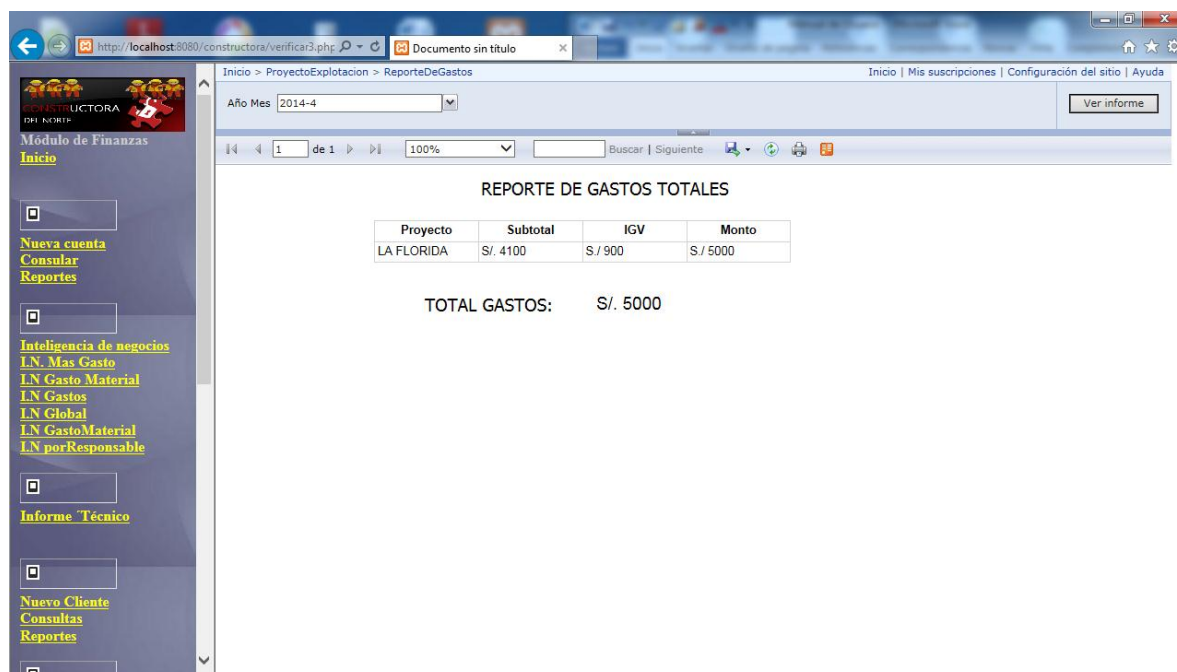 http://localhost:8080/constructora/verificar3.php
Documento sin título
CONSTRUCTORA
DEL NORTE
Módulo de Finanzas
Inicio
Nueva cuenta
Consular
Reportes
Inteligencia de negocios
I.N. Mas Gasto
I.N Gasto Material
I.N Gastos
I.N Global
I.N GastoMaterial
I.N porResponsable
Informe ´Técnico
Nuevo Cliente
Consultas
Reportes
Inicio > ProyectoExplotacion > ReporteDeGastos
Inicio | Mis suscripciones | Configuración del sitio | Ayuda
Año Mes 2014-4
Ver informe
1 de 1 100% Buscar | Siguiente
REPORTE DE GASTOS TOTALES
Proyecto Subtotal IGV Monto
LA FLORIDA S/. 4100 S./ 900 S./ 5000
TOTAL GASTOS: S/. 5000